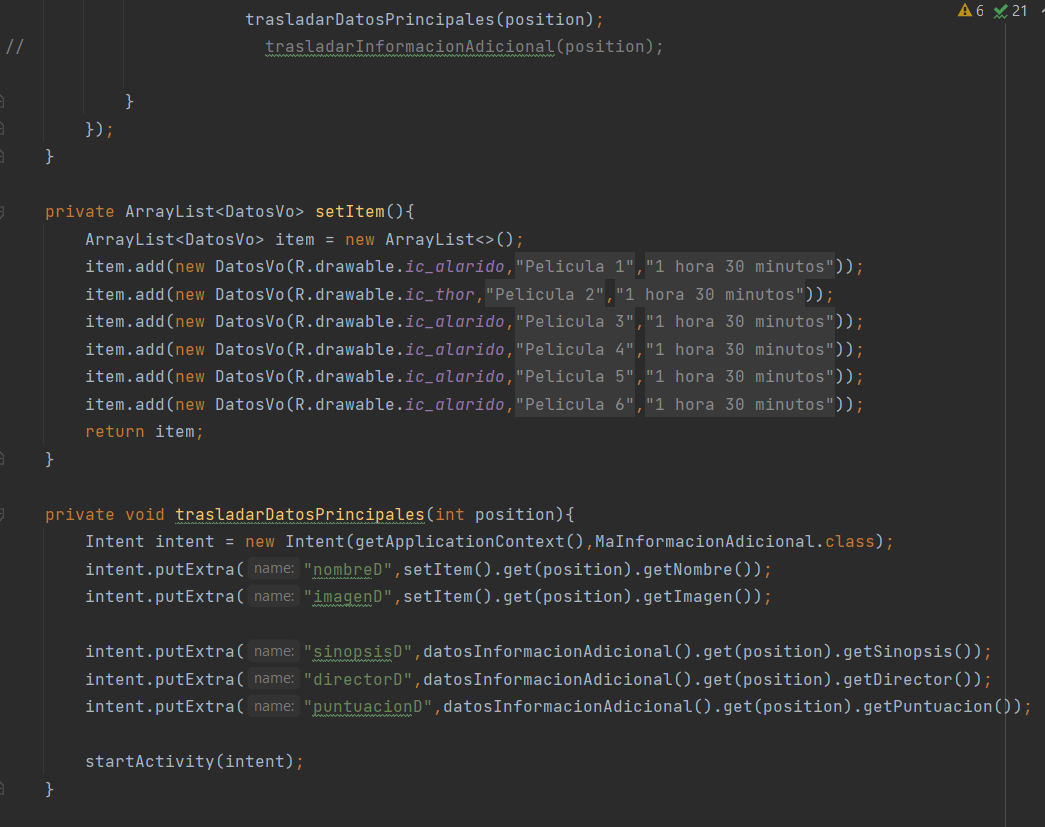 trasladarDatosPrincipales(position);
6 21
// trasladarInformacionAdicional(position);
}
});
}
private ArrayList<DatosVo> setItem(){
ArrayList<DatosVo> item = new ArrayList<>();
item.add(new DatosVo(R.drawable.ic_alarido,"Pelicula 1","1 hora 30 minutos"));
item.add(new DatosVo(R.drawable.ic_thor,"Pelicula 2","1 hora 30 minutos"));
item.add(new DatosVo(R.drawable.ic_alarido,"Pelicula 3","1 hora 30 minutos"));
item.add(new DatosVo(R.drawable.ic_alarido,"Pelicula 4","1 hora 30 minutos"));
item.add(new DatosVo(R.drawable.ic_alarido,"Pelicula 5","1 hora 30 minutos"));
item.add(new DatosVo(R.drawable.ic_alarido,"Pelicula 6","1 hora 30 minutos"));
return item;
}
private void trasladarDatosPrincipales(int position){
Intent intent = new Intent(getApplicationContext(),MaInformacionAdicional.class);
intent.putExtra( name: "nombreD",setItem().get(position).getNombre());
intent.putExtra( name: "imagenD",setItem().get(position).getImagen());
intent.putExtra( name: "sinopsisD",datosInformacionAdicional().get(position).getSinopsis());
intent.putExtra( name: "directorD",datosInformacionAdicional().get(position).getDirector());
intent.putExtra( name: "puntuacionD",datosInformacionAdicional().get(position).getPuntuacion());
startActivity(intent);
}